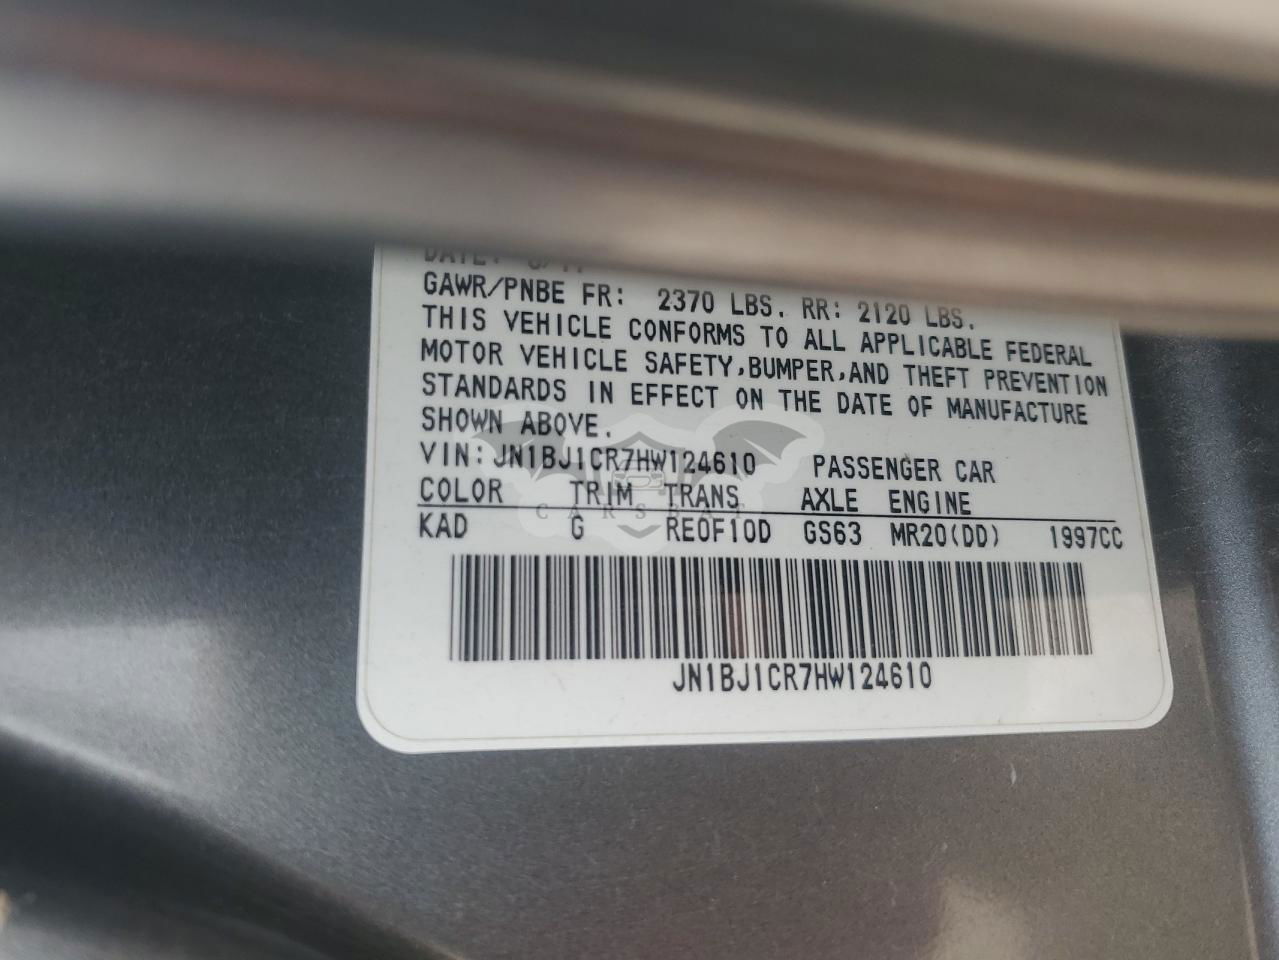 GAWR/PNBE FR: 2370 LBS. RR: 2120 LBS.
THIS VEHICLE CONFORMS TO ALL APPLICABLE FEDERAL
MOTOR VEHICLE SAFETY,BUMPER,AND THEFT PREVENTION
STANDARDS IN EFFECT ON THE DATE OF MANUFACTURE
SHOWN ABOVE.
VIN:JN1BJ1CR7HW124610 PASSENGER CAR
COLOR TRIM TRANS AXLE ENGINE
CARSBAT
KAD G RE0F10D GS63 MR20(DD) 1997CC
JN1BJ1CR7HW124610